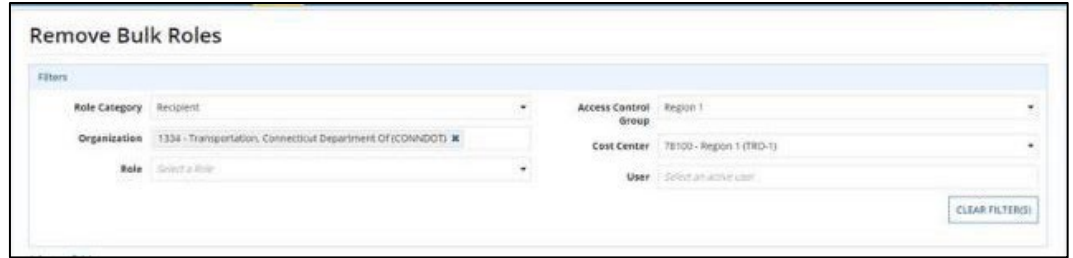 Remove Bulk Roles
Filters
Role Category Recipient
Access Control Group Region 1
Organization 1334 - Transportation, Connecticut Department Of (CONNDOT) ✖
Cost Center 78100 - Region 1 (TRO-1)
Role Select a Role
User Select an active user
CLEAR FILTER(S)